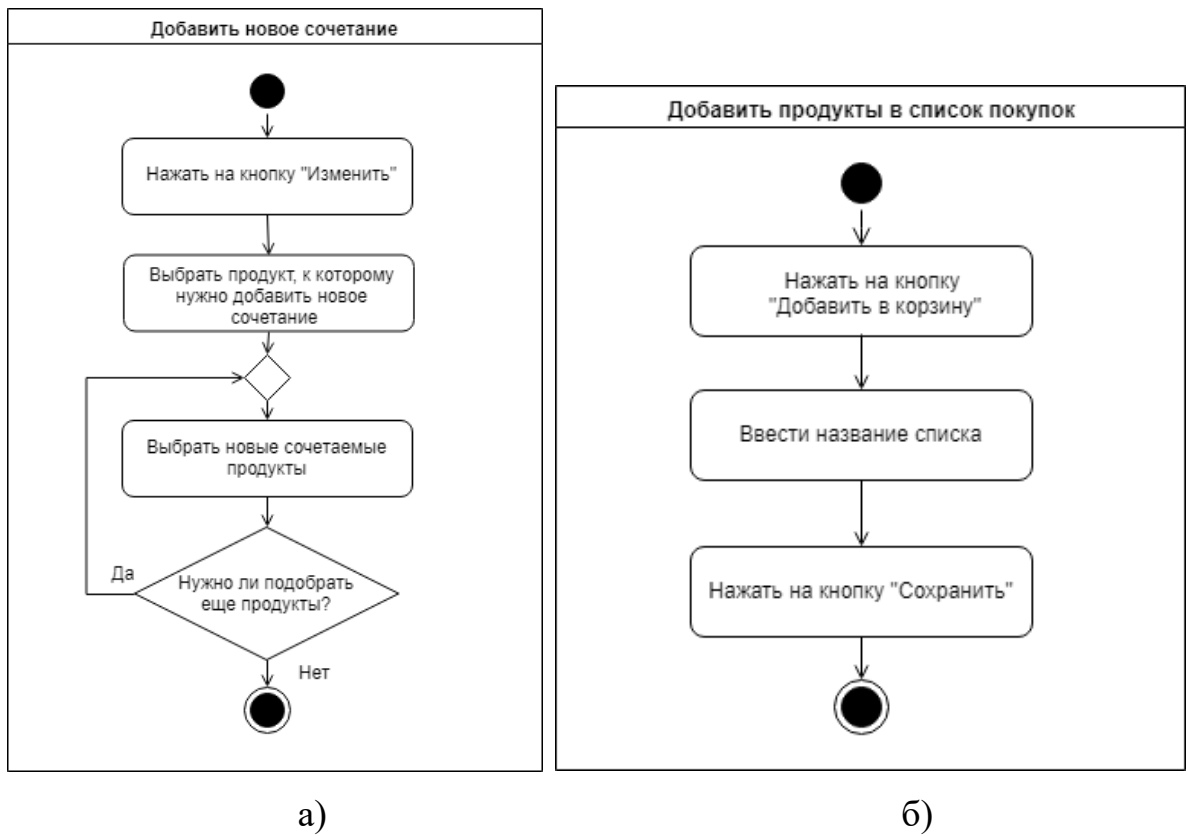 Добавить новое сочетание
Нажать на кнопку "Изменить"
Выбрать продукт, к которому
нужно добавить новое
сочетание
Выбрать новые сочетаемые
продукты
Да
Нужно ли подобрать
еще продукты?
Нет
а)
Добавить продукты в список покупок
Нажать на кнопку
"Добавить в корзину"
Ввести название списка
Нажать на кнопку "Сохранить"
б)